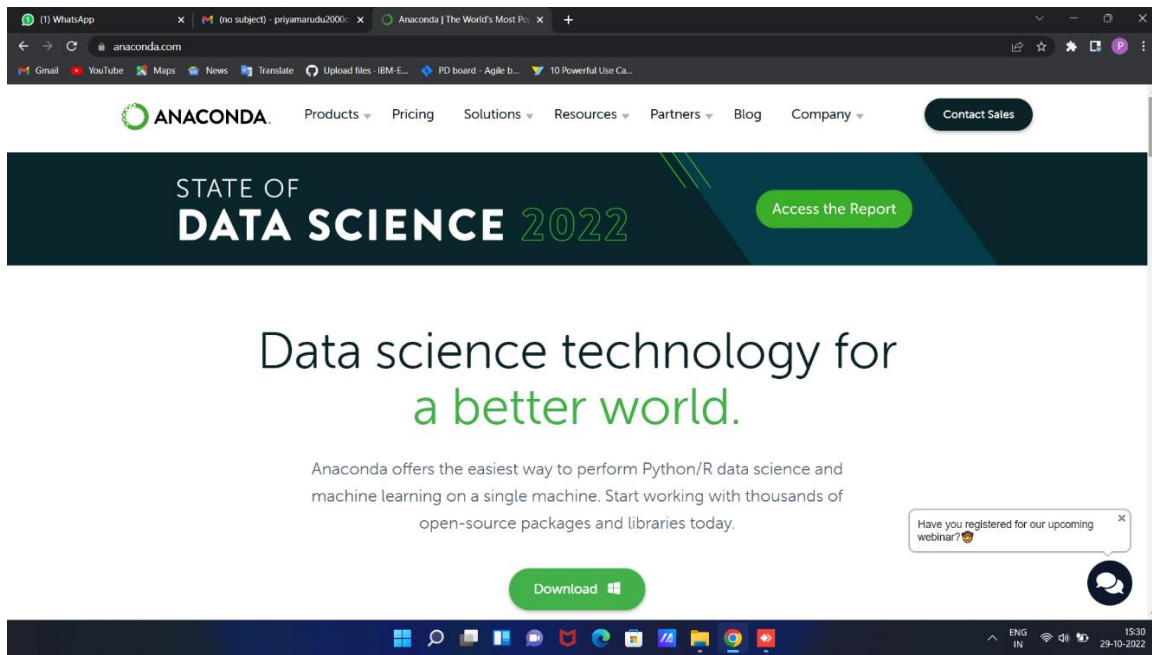 (1) WhatsApp
(no subject) - priyamarudu2000
Anaconda | The World's Most Po
anaconda.com
Gmail
YouTube
Maps
News
Translate
Upload files · IBM-E...
PD board - Agile b...
10 Powerful Use Ca...
P
ANACONDA.
Products
Pricing
Solutions
Resources
Partners
Blog
Company
Contact Sales
STATE OF
DATA SCIENCE 2022
Access the Report
Data science technology for
a better world.
Anaconda offers the easiest way to perform Python/R data science and
machine learning on a single machine. Start working with thousands of
open-source packages and libraries today.
Have you registered for our upcoming
webinar?🤠
Download
ENG
IN
15:30
29-10-2022